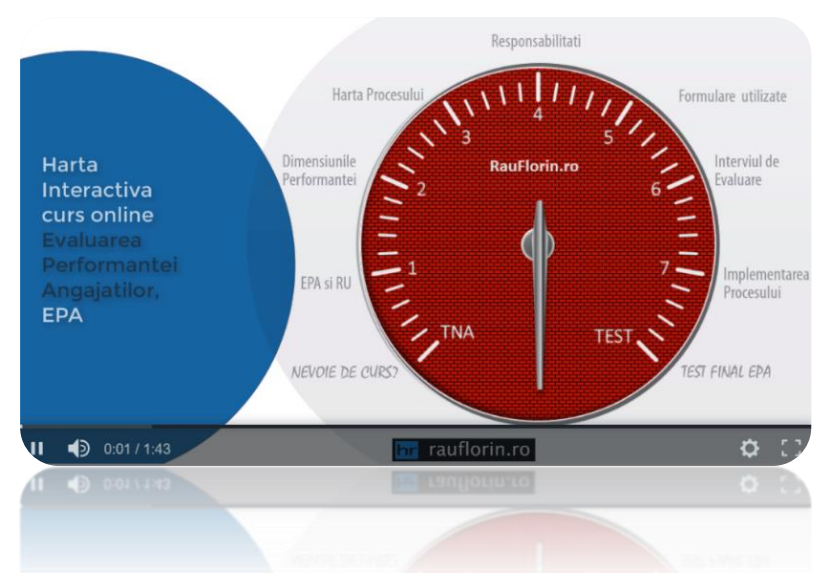 Harta
Interactiva
curs online
Evaluarea
Performantei
Angajatilor,
EPA
Responsabilitati
Harta Procesului
Formulare utilizate
Dimensiunile
Performantei
Interviul de
Evaluare
EPA si RU
Implementarea
Procesului
NEVOIE DE CURS?
TEST FINAL EPA
RauFlorin.ro
1
2
3
4
5
6
7
TNA
TEST
0:01 / 1:43
hr rauflorin.ro